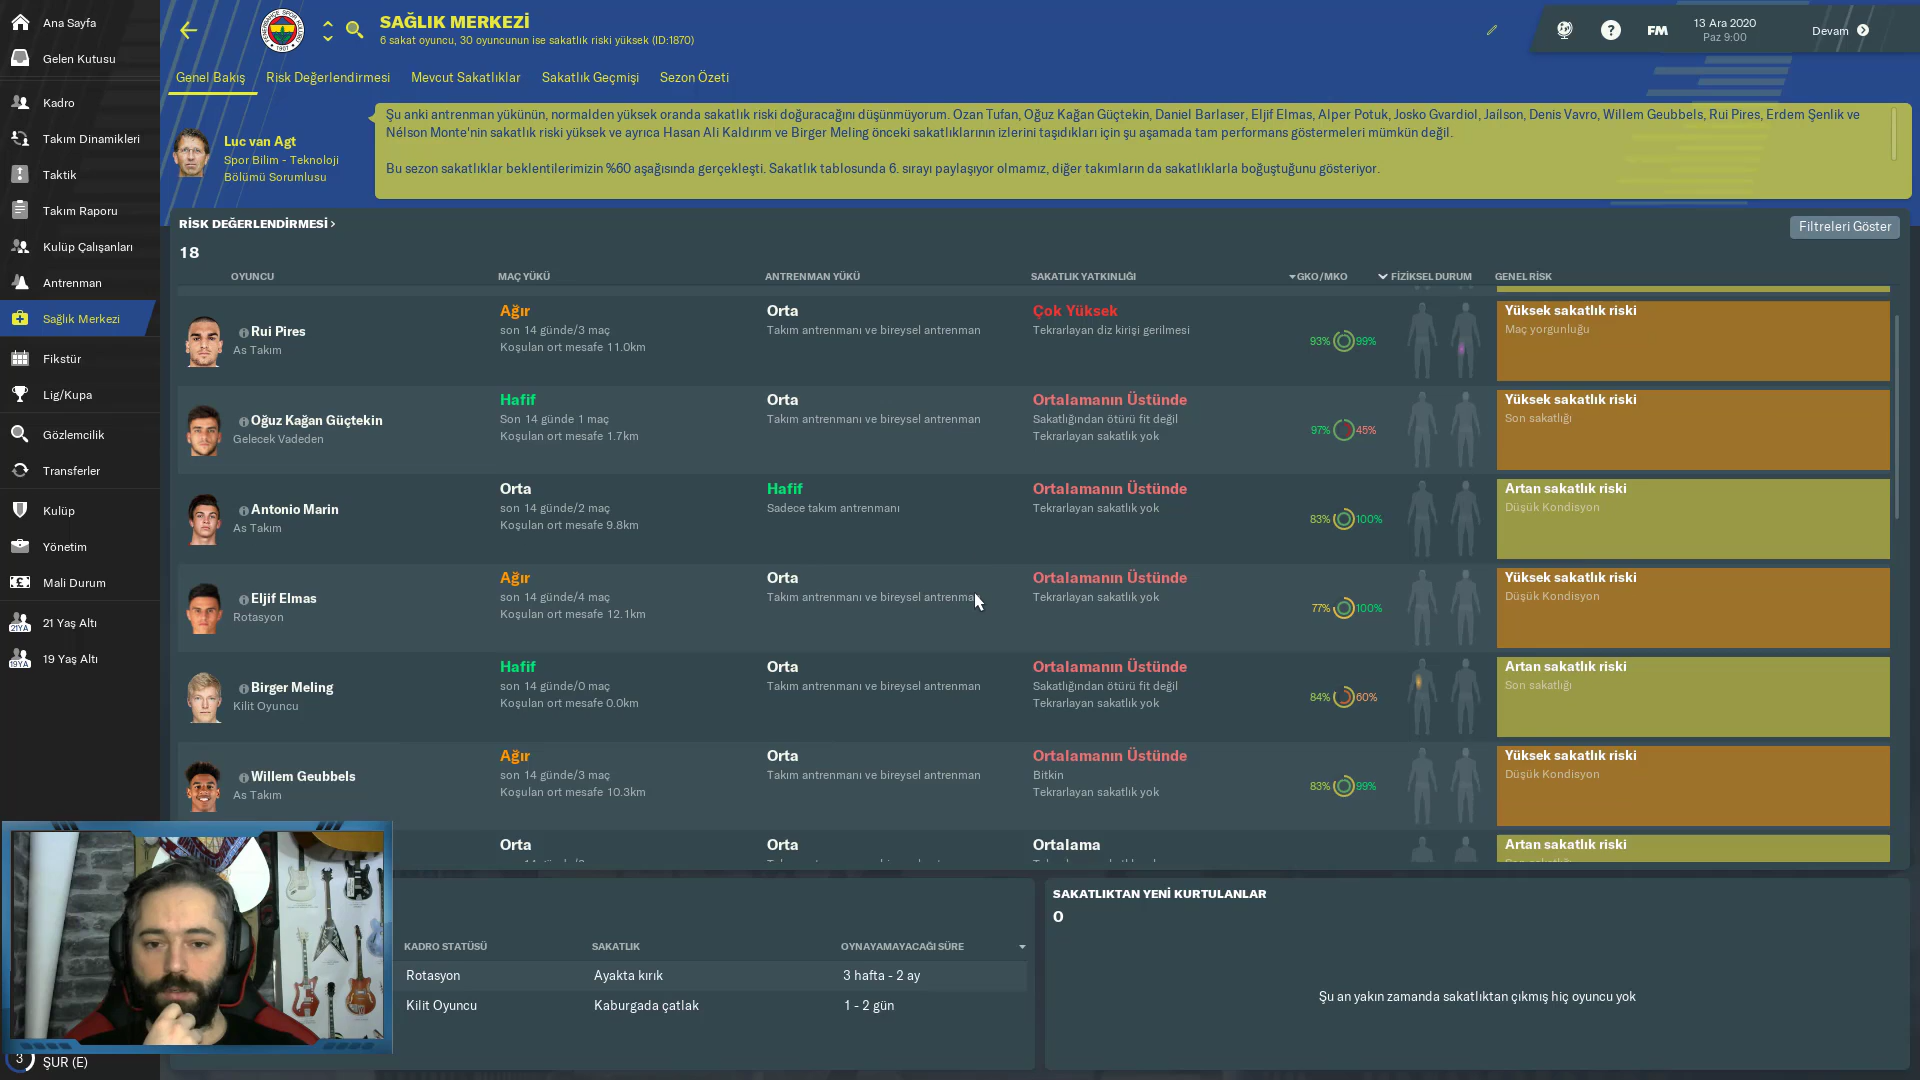 Ana Sayfa
Gelen Kutusu
Kadro
Takım Dinamikleri
Taktik
Takım Raporu
Kulüp Çalışanları
Antrenman
Sağlık Merkezi
Fikstür
Lig/Kupa
Gözlemcilik
Transferler
Kulüp
Yönetim
Mali Durum
21YA
21 Yaş Altı
19YA
19 Yaş Altı
3
ŞUR (E)
SAĞLIK MERKEZİ
6 sakat oyuncu, 30 oyuncunun ise sakatlık riski yüksek (ID:1870)
?
FM
13 Ara 2020
Paz 9:00
Devam
Genel Bakış
Risk Değerlendirmesi
Mevcut Sakatlıklar
Sakatlık Geçmişi
Sezon Özeti
Luc van Agt
Spor Bilim - Teknoloji
Bölümü Sorumlusu
Şu anki antrenman yükünün, normalden yüksek oranda sakatlık riski doğuracağını düşünmüyorum. Ozan Tufan, Oğuz Kağan Güçtekin, Daniel Barlaser, Eljif Elmas, Alper Potuk, Josko Gvardiol, Jaílson, Denis Vavro, Willem Geubbels, Rui Pires, Erdem Şenlik ve
Nélson Monte'nin sakatlık riski yüksek ve ayrıca Hasan Ali Kaldırım ve Birger Meling önceki sakatlıklarının izlerini taşıdıkları için şu aşamada tam performans göstermeleri mümkün değil.
Bu sezon sakatlıklar beklentilerimizin %60 aşağısında gerçekleşti. Sakatlık tablosunda 6. sırayı paylaşıyor olmamız, diğer takımların da sakatlıklarla boğuştuğunu gösteriyor.
RİSK DEĞERLENDİRMESİ ›
Filtreleri Göster
18
OYUNCU
MAÇ YÜKÜ
ANTRENMAN YÜKÜ
SAKATLIK YATKINLIĞI
GKO/MKO
FİZİKSEL DURUM
GENEL RISK
Rui Pires
As Takım
Ağır
son 14 günde/3 maç
Koşulan ort mesafe 11.0km
Orta
Takım antrenmanı ve bireysel antrenman
Çok Yüksek
Tekrarlayan diz kirişi gerilmesi
93%
99%
Yüksek sakatlık riski
Maç yorgunluğu
Oğuz Kağan Güçtekin
Gelecek Vadeden
Hafif
Son 14 günde 1 maç
Koşulan ort mesafe 1.7km
Orta
Takım antrenmanı ve bireysel antrenman
Ortalamanın Üstünde
Sakatlığından ötürü fit değil
Tekrarlayan sakatlık yok
97%
45%
Yüksek sakatlık riski
Son sakatlığı
Antonio Marin
As Takım
Orta
son 14 günde/2 maç
Koşulan ort mesafe 9.8km
Hafif
Sadece takım antrenmanı
Ortalamanın Üstünde
Tekrarlayan sakatlık yok
83%
100%
Artan sakatlık riski
Düşük Kondisyon
Eljif Elmas
Rotasyon
Ağır
son 14 günde/4 maç
Koşulan ort mesafe 12.1km
Orta
Takım antrenmanı ve bireysel antrenman
Ortalamanın Üstünde
Tekrarlayan sakatlık yok
77%
100%
Yüksek sakatlık riski
Düşük Kondisyon
Birger Meling
Kilit Oyuncu
Hafif
son 14 günde/0 maç
Koşulan ort mesafe 0.0km
Orta
Takım antrenmanı ve bireysel antrenman
Ortalamanın Üstünde
Sakatlığından ötürü fit değil
Tekrarlayan sakatlık yok
84%
60%
Artan sakatlık riski
Son sakatlığı
Willem Geubbels
As Takım
Ağır
son 14 günde/3 maç
Koşulan ort mesafe 10.3km
Orta
Takım antrenmanı ve bireysel antrenman
Ortalamanın Üstünde
Bitkin
Tekrarlayan sakatlık yok
83%
99%
Yüksek sakatlık riski
Düşük Kondisyon
Orta
Orta
Ortalama
Artan sakatlık riski
KADRO STATÜSÜ
SAKATLIK
OYNAYAMAYACAĞI SÜRE
Rotasyon
Ayakta kırık
3 hafta - 2 ay
Kilit Oyuncu
Kaburgada çatlak
1 - 2 gün
SAKATLIKTAN YENİ KURTULANLAR
0
Şu an yakın zamanda sakatlıktan çıkmış hiç oyuncu yok